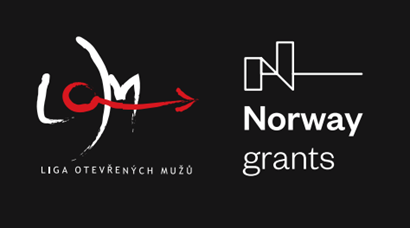 LOM
LIGA OTEVŘENÝCH MUŽŮ
Norway
grants